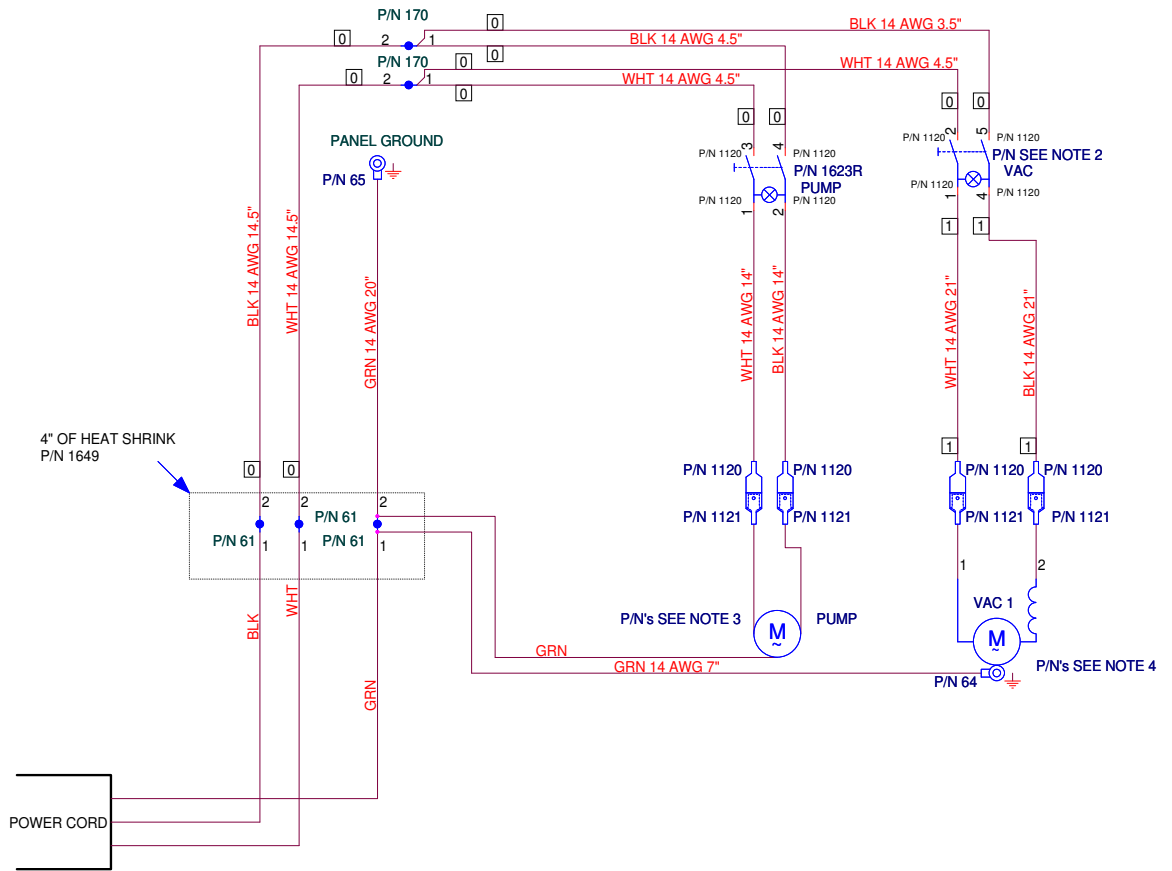 P/N 170
0
BLK 14 AWG 3.5"
0
2
1
BLK 14 AWG 4.5"
0
P/N 170
0
WHT 14 AWG 4.5"
0
2
1
WHT 14 AWG 4.5"
0
0
0
0
0
PANEL GROUND
P/N 65
3
4
P/N 1120
P/N 1120
P/N 1623R
PUMP
P/N 1120
P/N 1120
1
2
2
5
P/N 1120
P/N 1120
P/N SEE NOTE 2
VAC
P/N 1120
P/N 1120
1
4
1
1
BLK 14 AWG 14.5"
WHT 14 AWG 14.5"
GRN 14 AWG 20"
WHT 14 AWG 14"
BLK 14 AWG 14"
WHT 14 AWG 21"
BLK 14 AWG 21"
4" OF HEAT SHRINK
P/N 1649
0
0
1
1
P/N 1120
P/N 1120
P/N 1120
P/N 1120
2
2
2
P/N 61
P/N 61
P/N 61
1
1
1
P/N 1121
P/N 1121
P/N 1121
P/N 1121
1
2
BLK
WHT
GRN
VAC 1
P/N's SEE NOTE 3
M
~
PUMP
M
~
GRN
GRN 14 AWG 7"
P/N's SEE NOTE 4
P/N 64
POWER CORD